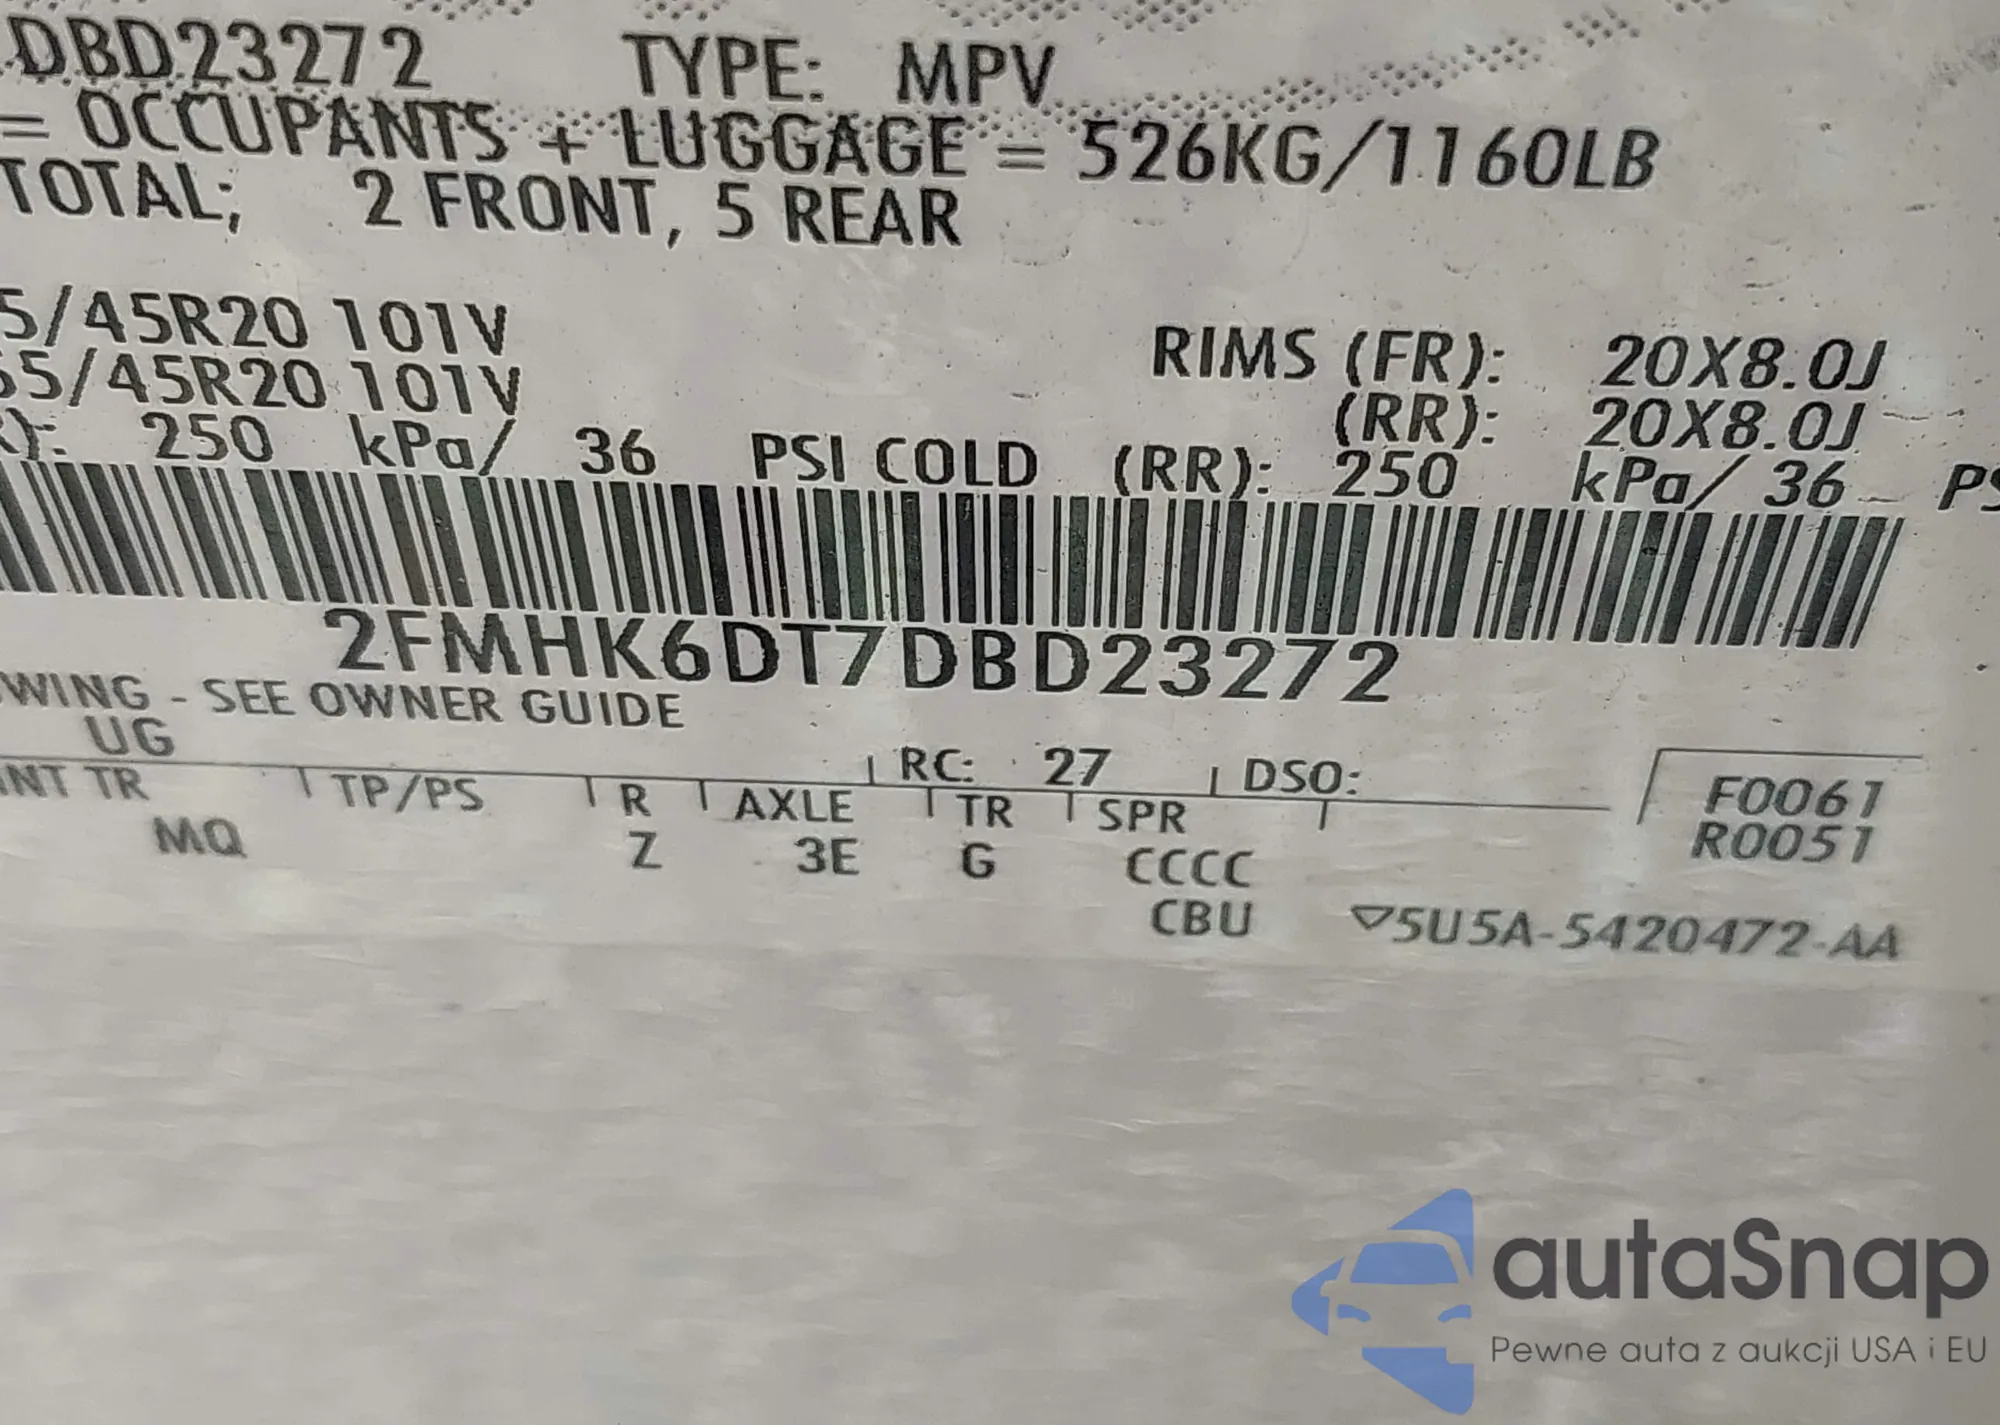 DBD23272 TYPE: MPV
= OCCUPANTS + LUGGAGE = 526KG/1160LB
TOTAL; 2 FRONT, 5 REAR
5/45R20 101V RIMS (FR): 20X8.0J
55/45R20 101V (RR): 20X8.0J
): 250 kPa/ 36 PSI COLD (RR): 250 kPa/ 36 PS
2FMHK6DT7DBD23272
WING - SEE OWNER GUIDE
UG RC: 27 DSO:
INT TR TP/PS R AXLE TR SPR F0061
MQ Z 3E G CCCC R0051
CBU ▽5U5A-5420472-AA
autaSnap
Pewne auta z aukcji USA i EU